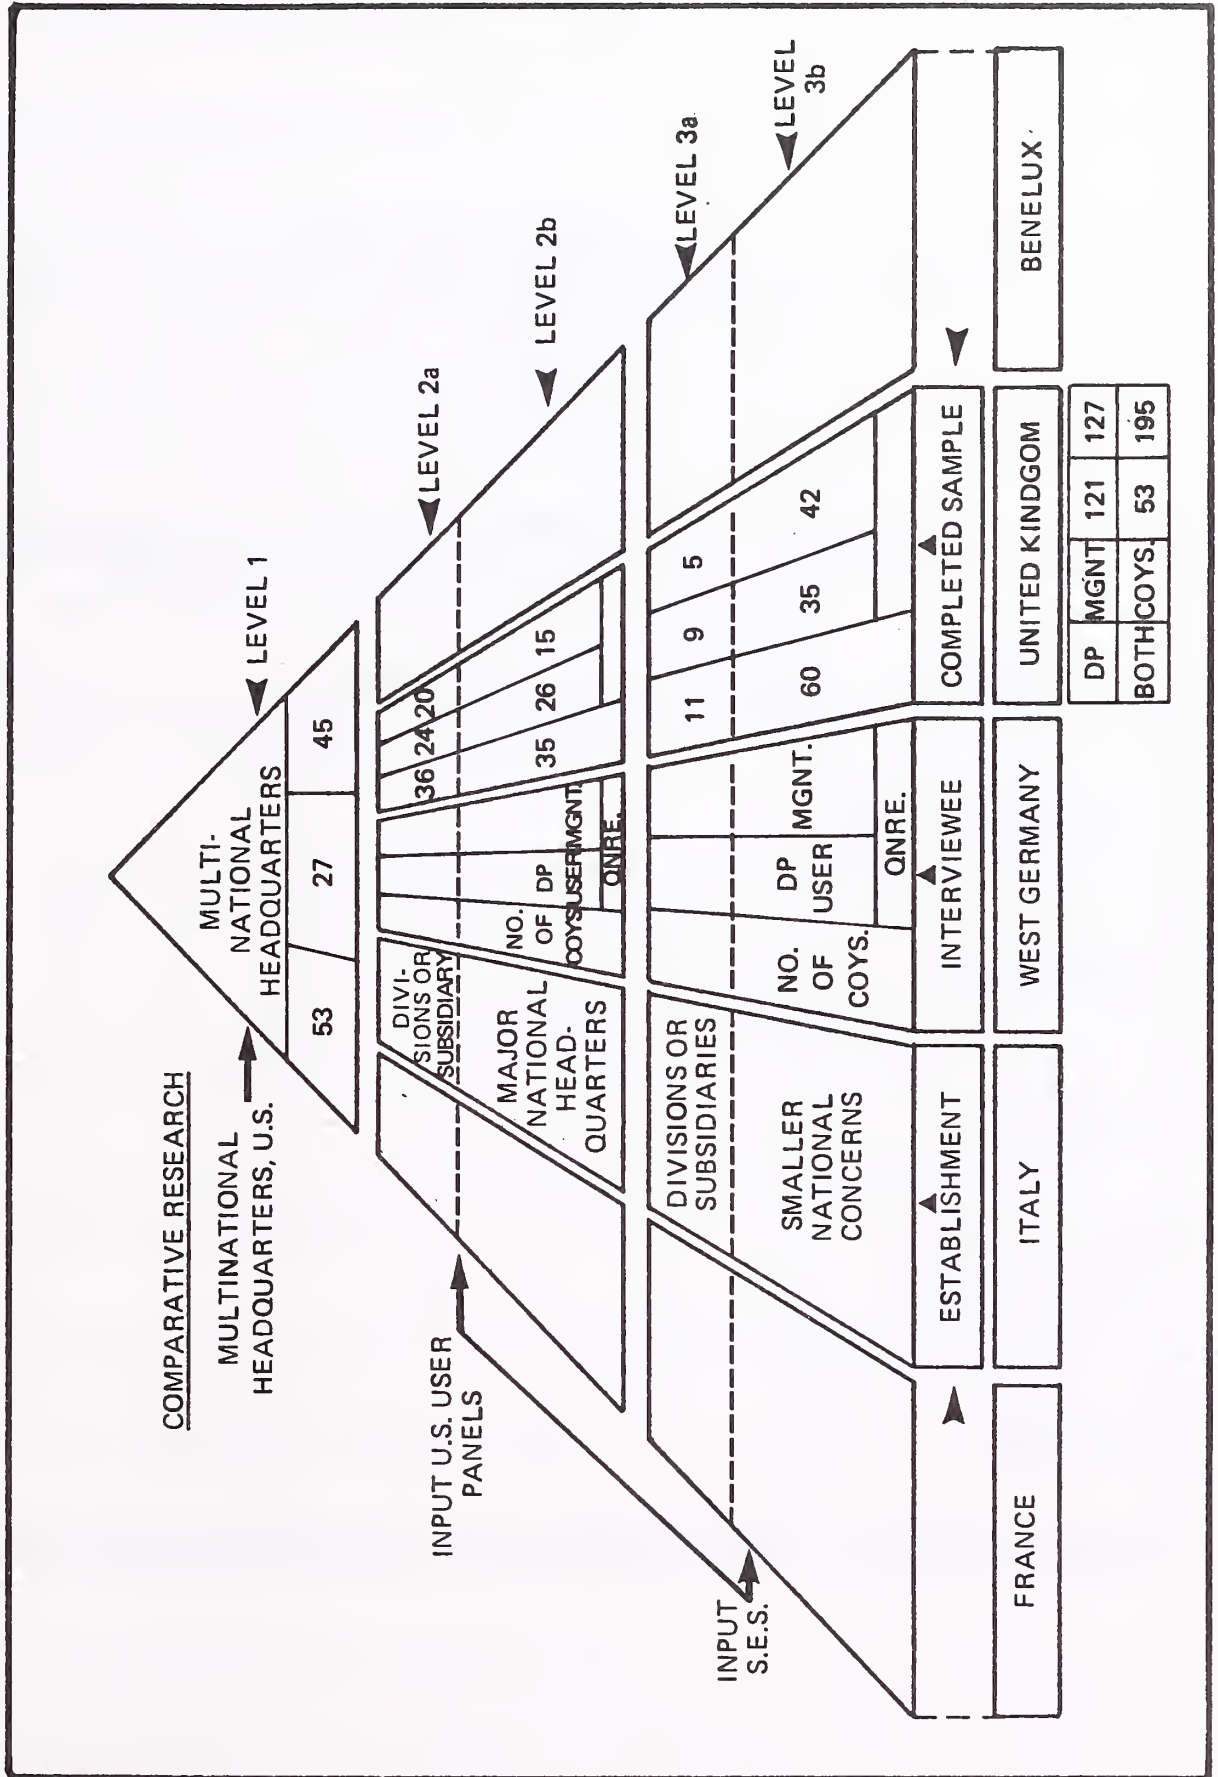 COMPARATIVE RESEARCH
MULTINATIONAL
HEADQUARTERS, U.S.
MULTI-
NATIONAL
HEADQUARTERS
LEVEL 1
53
27
45
INPUT U.S. USER
PANELS
DIVI-
SIONS OR
SUBSIDIARY
36
24
20
LEVEL 2a
MAJOR
NATIONAL
HEAD-
QUARTERS
NO.
OF
COYS
DP
USER
MGNT.
QNRE.
35
26
15
LEVEL 2b
INPUT
S.E.S.
DIVISIONS OR
SUBSIDIARIES
11
9
5
LEVEL 3a
SMALLER
NATIONAL
CONCERNS
NO.
OF
COYS.
DP
USER
MGNT.
QNRE.
60
35
42
LEVEL
3b
ESTABLISHMENT
INTERVIEWEE
COMPLETED SAMPLE
FRANCE
ITALY
WEST GERMANY
UNITED KINDGOM
BENELUX
DP MGNT 121 127
BOTH COYS. 53 195